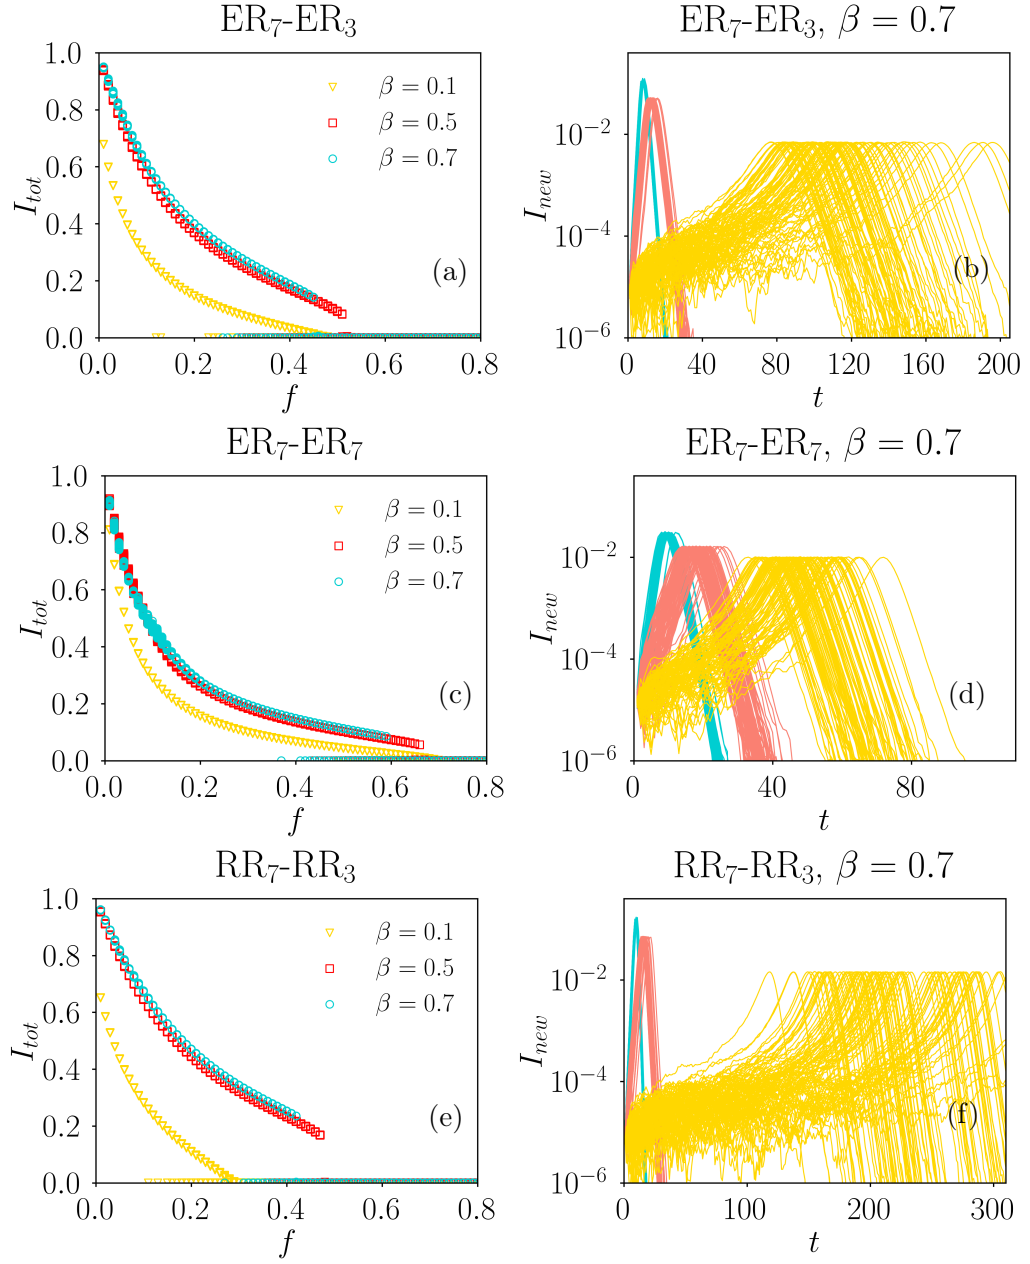 ER₇-ER₃
1.0
0.8
0.6
0.4
0.2
0.0
I_tot
β = 0.1
β = 0.5
β = 0.7
(a)
0.0 0.2 0.4 0.6 0.8
f
ER₇-ER₃, β = 0.7
10⁻²
10⁻⁴
10⁻⁶
I_new
(b)
0 40 80 120 160 200
t
ER₇-ER₇
1.0
0.8
0.6
0.4
0.2
0.0
I_tot
β = 0.1
β = 0.5
β = 0.7
(c)
0.0 0.2 0.4 0.6 0.8
f
ER₇-ER₇, β = 0.7
10⁻²
10⁻⁴
10⁻⁶
I_new
(d)
0 40 80
t
RR₇-RR₃
1.0
0.8
0.6
0.4
0.2
0.0
I_tot
β = 0.1
β = 0.5
β = 0.7
(e)
0.0 0.2 0.4 0.6 0.8
f
RR₇-RR₃, β = 0.7
10⁻²
10⁻⁴
10⁻⁶
I_new
(f)
0 100 200 300
t